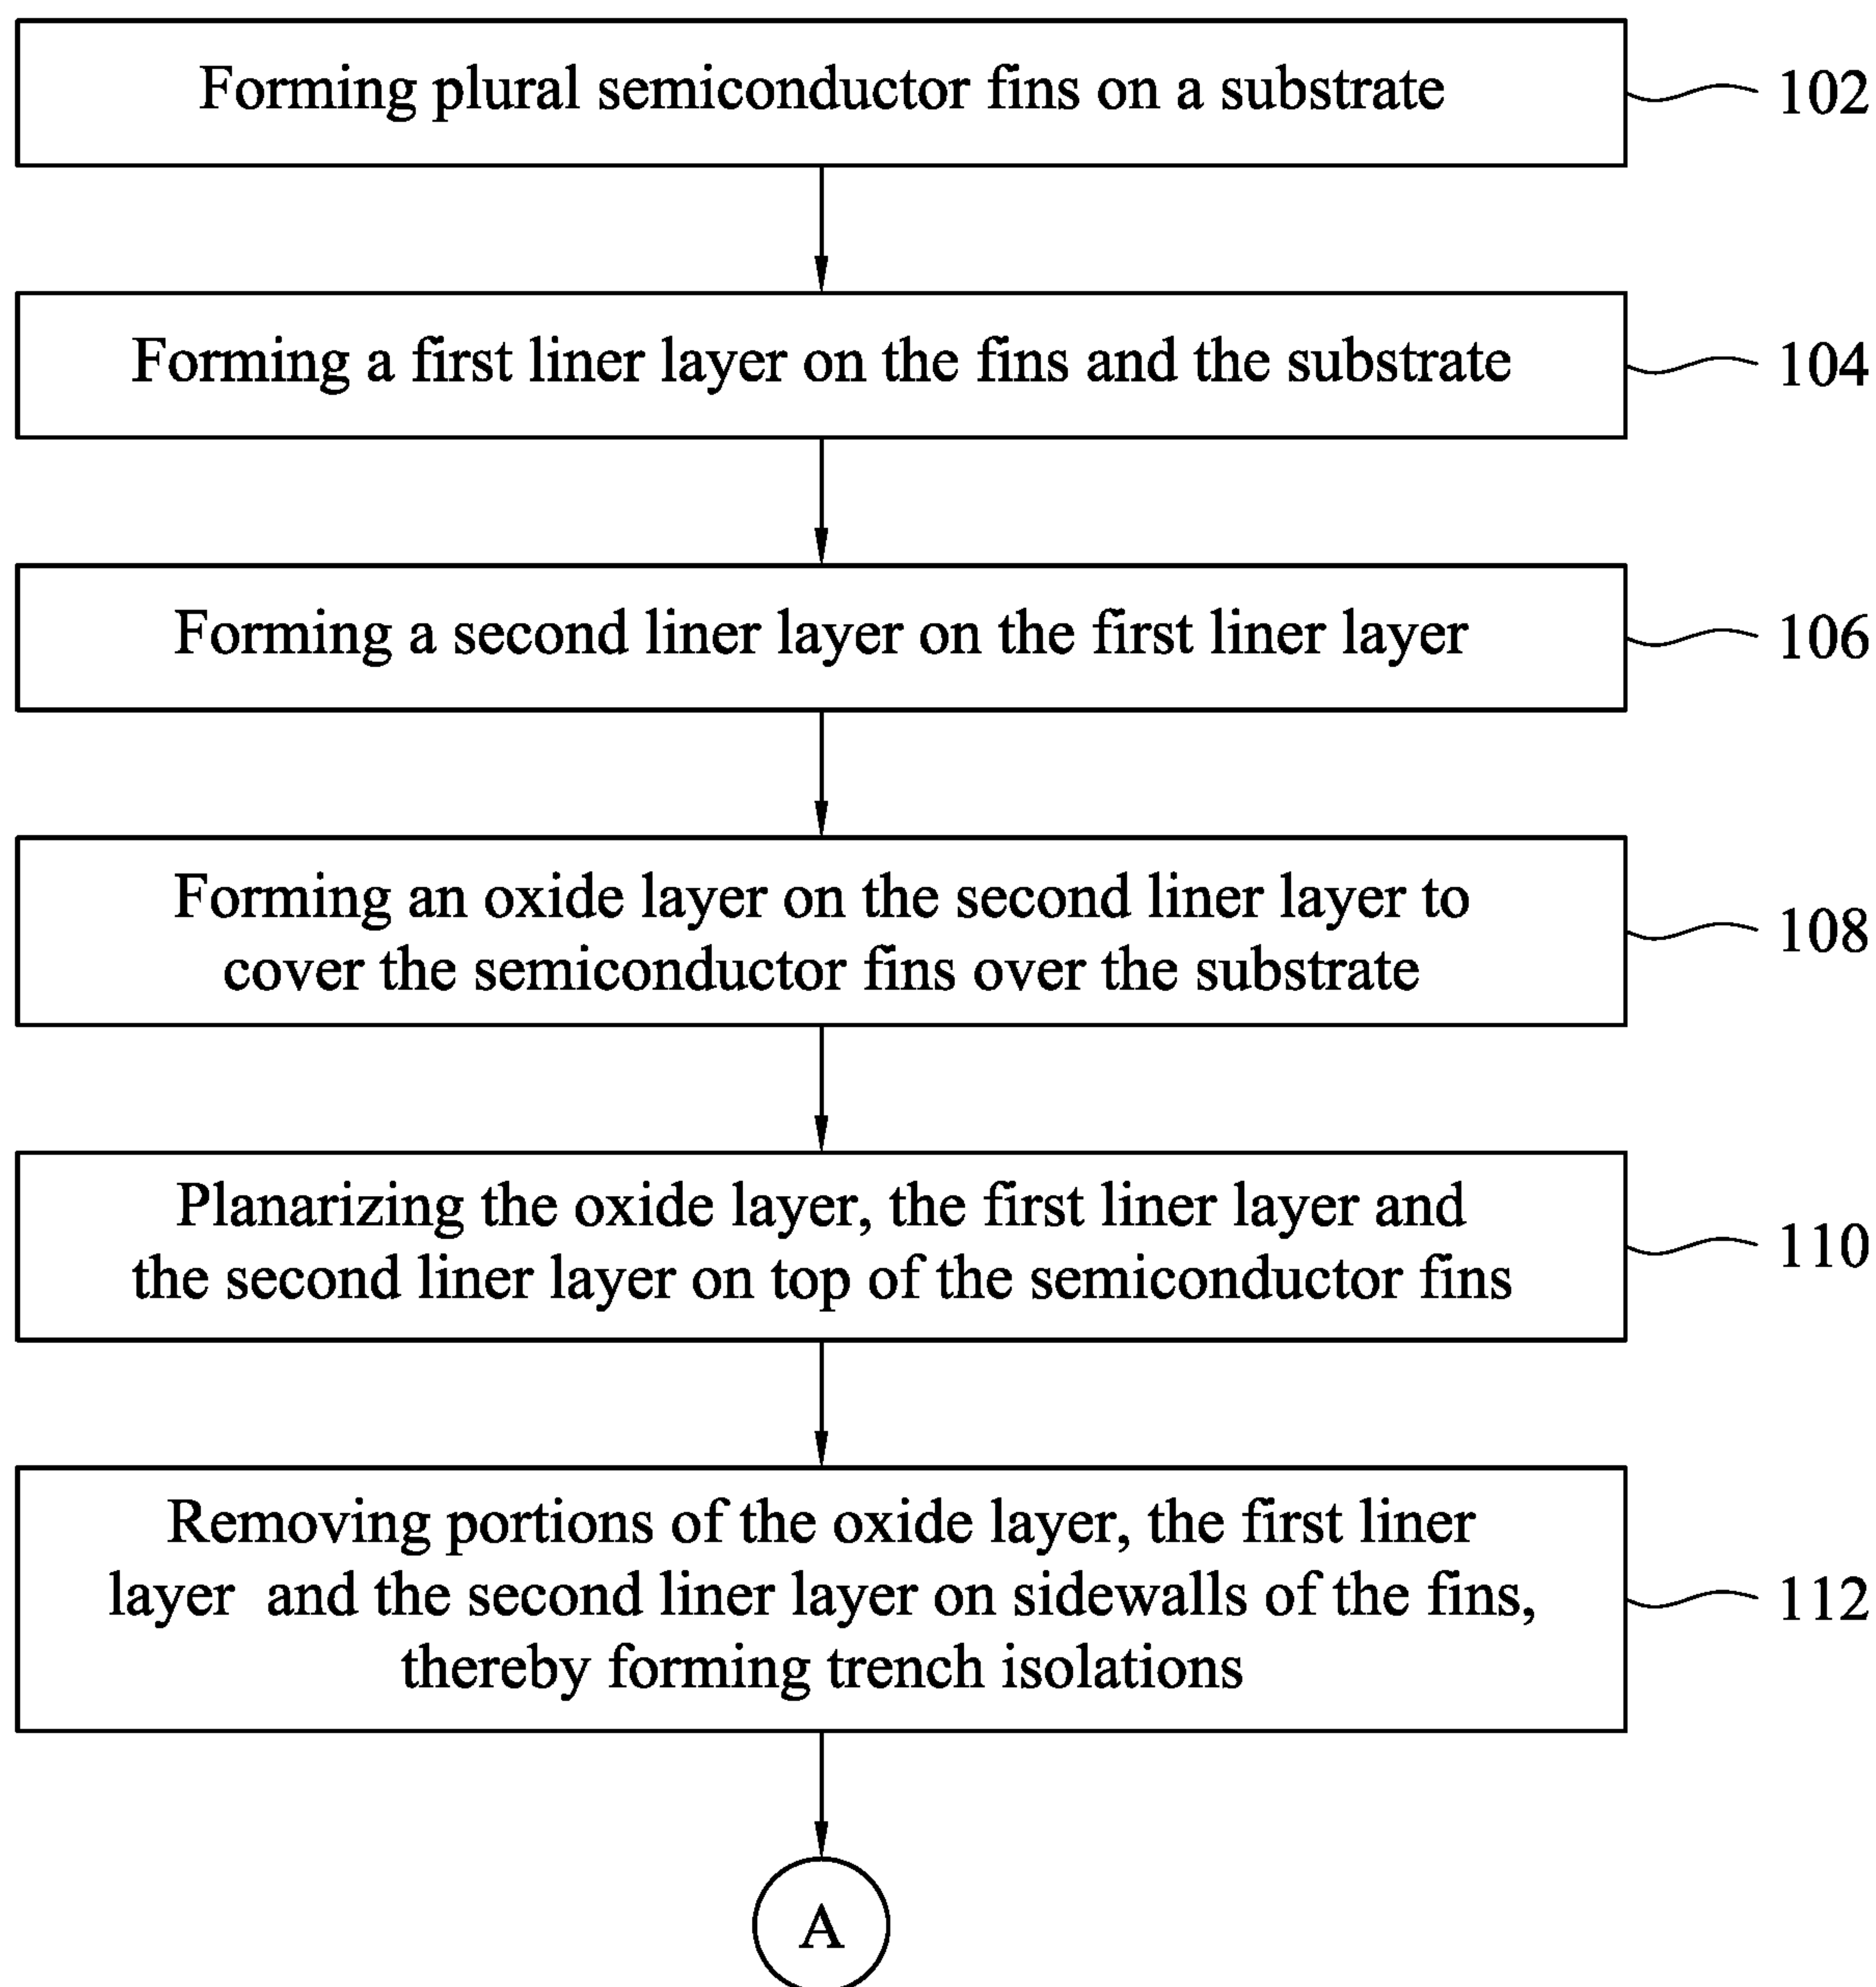 Forming plural semiconductor fins on a substrate
102
Forming a first liner layer on the fins and the substrate
104
Forming a second liner layer on the first liner layer
106
Forming an oxide layer on the second liner layer to
cover the semiconductor fins over the substrate
108
Planarizing the oxide layer, the first liner layer and
the second liner layer on top of the semiconductor fins
110
Removing portions of the oxide layer, the first liner
layer and the second liner layer on sidewalls of the fins,
thereby forming trench isolations
112
A